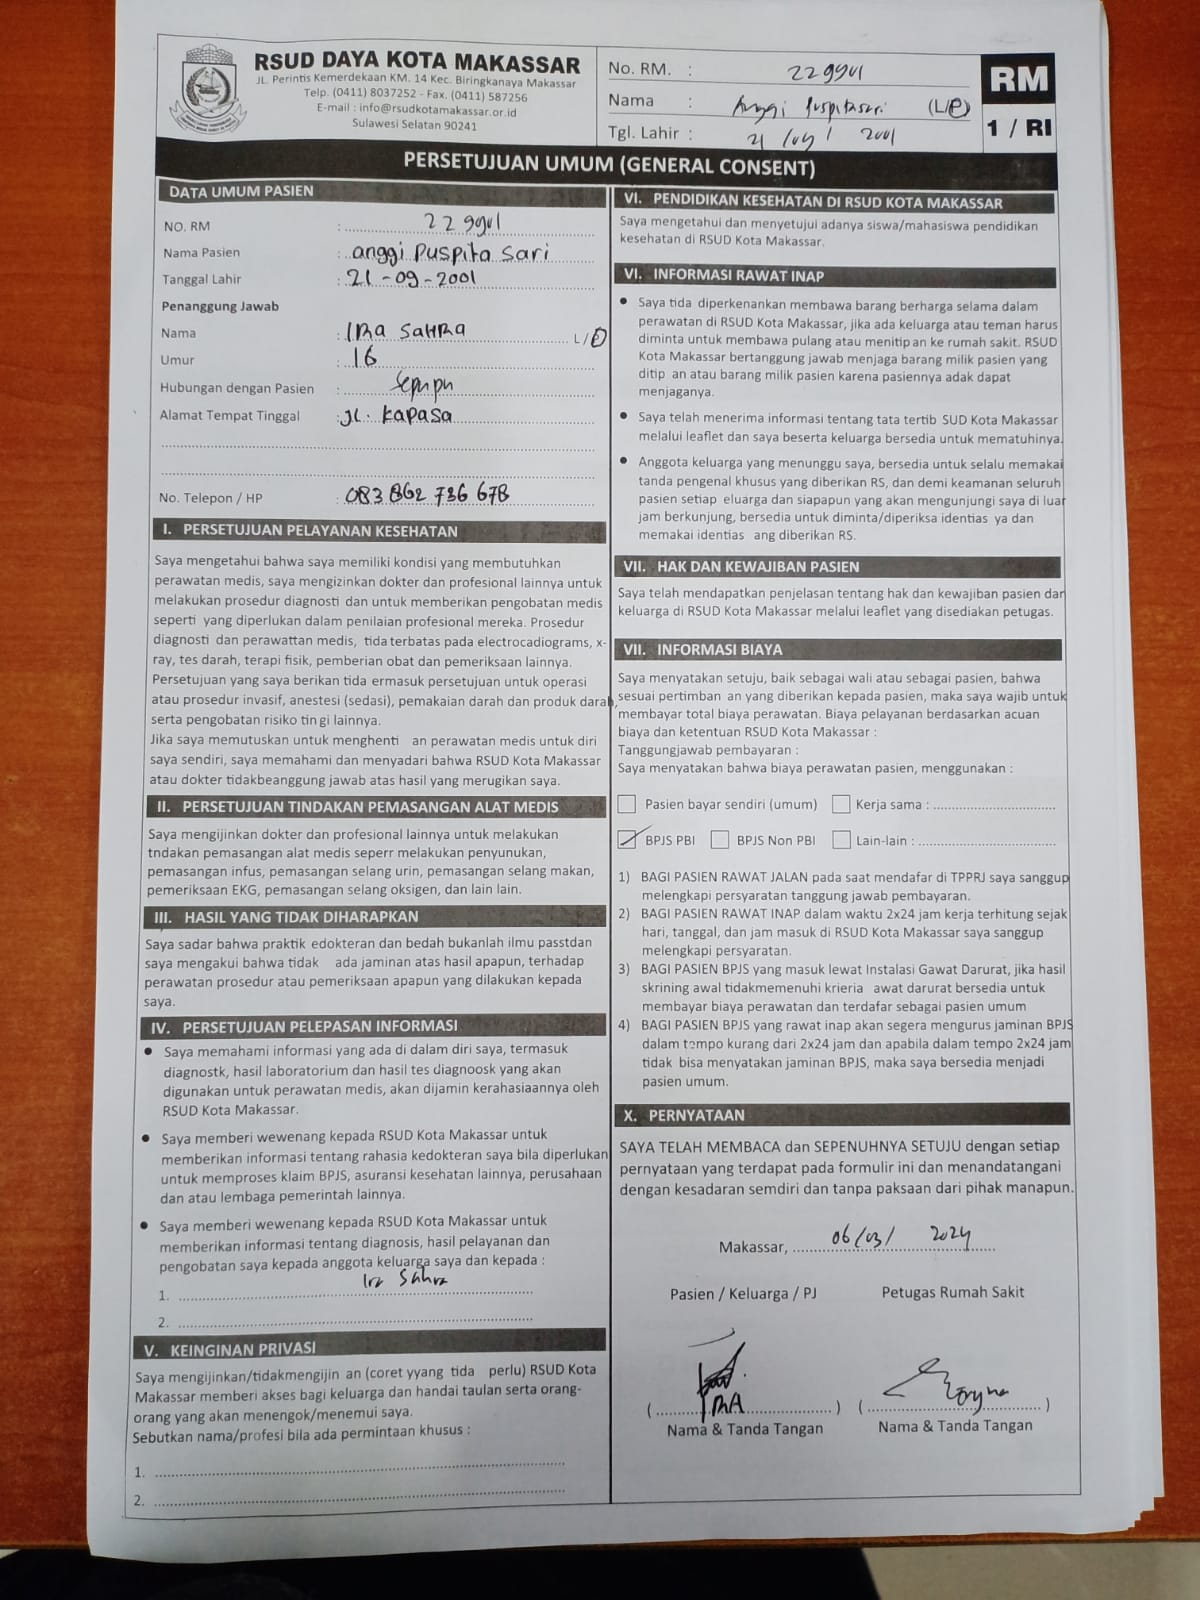 RSUD DAYA KOTA MAKASSAR
JL. Perintis Kemerdekaan KM. 14 Kec. Biringkanaya Makassar
Telp. (0411) 8037252 - Fax. (0411) 587256
E-mail : info@rsudkotamakassar.or.id
Sulawesi Selatan 90241
No. RM. :
Nama : Anggi Puspitasari (L/P)
Tgl. Lahir : 21 / 09 / 2001
RM
1 / RI
PERSETUJUAN UMUM (GENERAL CONSENT)
DATA UMUM PASIEN
NO. RM :
Nama Pasien : anggi Puspita Sari
Tanggal Lahir : 21-09-2001
Penanggung Jawab
Nama : IRA SAHRA L/P
Umur : 16
Hubungan dengan Pasien : Sepupu
Alamat Tempat Tinggal : JL. Kapasa
No. Telepon / HP : 083 862 736 678
I. PERSETUJUAN PELAYANAN KESEHATAN
Saya mengetahui bahwa saya memiliki kondisi yang membutuhkan
perawatan medis, saya mengizinkan dokter dan profesional lainnya untuk
melakukan prosedur diagnosti dan untuk memberikan pengobatan medis
seperti yang diperlukan dalam penilaian profesional mereka. Prosedur
diagnosti dan perawattan medis, tida terbatas pada electrocadiograms, x-
ray, tes darah, terapi fisik, pemberian obat dan pemeriksaan lainnya.
Persetujuan yang saya berikan tida ermasuk persetujuan untuk operasi
atau prosedur invasif, anestesi (sedasi), pemakaian darah dan produk darah,
serta pengobatan risiko tin gi lainnya.
Jika saya memutuskan untuk menghenti an perawatan medis untuk diri
saya sendiri, saya memahami dan menyadari bahwa RSUD Kota Makassar
atau dokter tidakbeanggung jawab atas hasil yang merugikan saya.
II. PERSETUJUAN TINDAKAN PEMASANGAN ALAT MEDIS
Saya mengijinkan dokter dan profesional lainnya untuk melakukan
tndakan pemasangan alat medis seperr melakukan penyunukan,
pemasangan infus, pemasangan selang urin, pemasangan selang makan,
pemeriksaan EKG, pemasangan selang oksigen, dan lain lain.
III. HASIL YANG TIDAK DIHARAPKAN
Saya sadar bahwa praktik edokteran dan bedah bukanlah ilmu passtdan
saya mengakui bahwa tidak ada jaminan atas hasil apapun, terhadap
perawatan prosedur atau pemeriksaan apapun yang dilakukan kepada
saya.
IV. PERSETUJUAN PELEPASAN INFORMASI
● Saya memahami informasi yang ada di dalam diri saya, termasuk
diagnostk, hasil laboratorium dan hasil tes diagnoosk yang akan
digunakan untuk perawatan medis, akan dijamin kerahasiaannya oleh
RSUD Kota Makassar.
● Saya memberi wewenang kepada RSUD Kota Makassar untuk
memberikan informasi tentang rahasia kedokteran saya bila diperlukan
untuk memproses klaim BPJS, asuransi kesehatan lainnya, perusahaan
dan atau lembaga pemerintah lainnya.
● Saya memberi wewenang kepada RSUD Kota Makassar untuk
memberikan informasi tentang diagnosis, hasil pelayanan dan
pengobatan saya kepada anggota keluarga saya dan kepada :
1. Ira Sahra
2.
V. KEINGINAN PRIVASI
Saya mengijinkan/tidakmengijin an (coret yyang tida perlu) RSUD Kota
Makassar memberi akses bagi keluarga dan handai taulan serta orang-
orang yang akan menengok/menemui saya.
Sebutkan nama/profesi bila ada permintaan khusus :
1.
2.
VI. PENDIDIKAN KESEHATAN DI RSUD KOTA MAKASSAR
Saya mengetahui dan menyetujui adanya siswa/mahasiswa pendidikan
kesehatan di RSUD Kota Makassar.
VI. INFORMASI RAWAT INAP
● Saya tida diperkenankan membawa barang berharga selama dalam
perawatan di RSUD Kota Makassar, jika ada keluarga atau teman harus
diminta untuk membawa pulang atau menitip an ke rumah sakit. RSUD
Kota Makassar bertanggung jawab menjaga barang milik pasien yang
ditip an atau barang milik pasien karena pasiennya adak dapat
menjaganya.
● Saya telah menerima informasi tentang tata tertib SUD Kota Makassar
melalui leaflet dan saya beserta keluarga bersedia untuk mematuhinya.
● Anggota keluarga yang menunggu saya, bersedia untuk selalu memakai
tanda pengenal khusus yang diberikan RS, dan demi keamanan seluruh
pasien setiap eluarga dan siapapun yang akan mengunjungi saya di luar
jam berkunjung, bersedia untuk diminta/diperiksa identias ya dan
memakai identias ang diberikan RS.
VII. HAK DAN KEWAJIBAN PASIEN
Saya telah mendapatkan penjelasan tentang hak dan kewajiban pasien dan
keluarga di RSUD Kota Makassar melalui leaflet yang disediakan petugas.
VII. INFORMASI BIAYA
Saya menyatakan setuju, baik sebagai wali atau sebagai pasien, bahwa
sesuai pertimban an yang diberikan kepada pasien, maka saya wajib untuk
membayar total biaya perawatan. Biaya pelayanan berdasarkan acuan
biaya dan ketentuan RSUD Kota Makassar :
Tanggungjawab pembayaran :
Saya menyatakan bahwa biaya perawatan pasien, menggunakan :
Pasien bayar sendiri (umum) Kerja sama :
BPJS PBI BPJS Non PBI Lain-lain :
1) BAGI PASIEN RAWAT JALAN pada saat mendafar di TPPRJ saya sanggup
melengkapi persyaratan tanggung jawab pembayaran.
2) BAGI PASIEN RAWAT INAP dalam waktu 2x24 jam kerja terhitung sejak
hari, tanggal, dan jam masuk di RSUD Kota Makassar saya sanggup
melengkapi persyaratan.
3) BAGI PASIEN BPJS yang masuk lewat Instalasi Gawat Darurat, jika hasil
skrining awal tidakmemenuhi krieria awat darurat bersedia untuk
membayar biaya perawatan dan terdafar sebagai pasien umum
4) BAGI PASIEN BPJS yang rawat inap akan segera mengurus jaminan BPJS
dalam tempo kurang dari 2x24 jam dan apabila dalam tempo 2x24 jam
tidak bisa menyatakan jaminan BPJS, maka saya bersedia menjadi
pasien umum.
X. PERNYATAAN
SAYA TELAH MEMBACA dan SEPENUHNYA SETUJU dengan setiap
pernyataan yang terdapat pada formulir ini dan menandatangani
dengan kesadaran semdiri dan tanpa paksaan dari pihak manapun.
Makassar, 06/03/ 2024
Pasien / Keluarga / PJ Petugas Rumah Sakit
( IRA ) ( )
Nama & Tanda Tangan Nama & Tanda Tangan